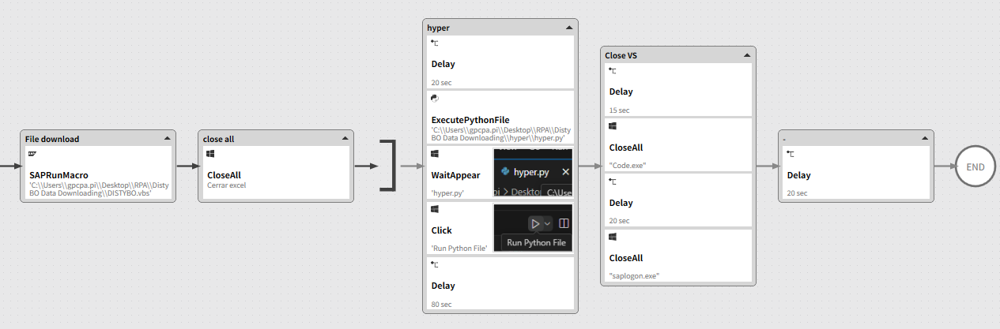 File download
SAPRunMacro
'C:\\Users\\gpcpa.pi\\Desktop\\RPA\\Disty
BO Data Downloading\\DISTYBO.vbs'
close all
CloseAll
Cerrar excel
hyper
Delay
20 sec
ExecutePythonFile
'C:\\Users\\gpcpa.pi\\Desktop\\RPA\\Disty
BO Data Downloading\\hyper\\hyper.py'
WaitAppear
'hyper.py'
hyper.py
pi > Desktop
C:\Use
Click
'Run Python File'
Run Python File
Delay
80 sec
Close VS
Delay
15 sec
CloseAll
"Code.exe"
Delay
20 sec
CloseAll
"saplogon.exe"
-
Delay
20 sec
END